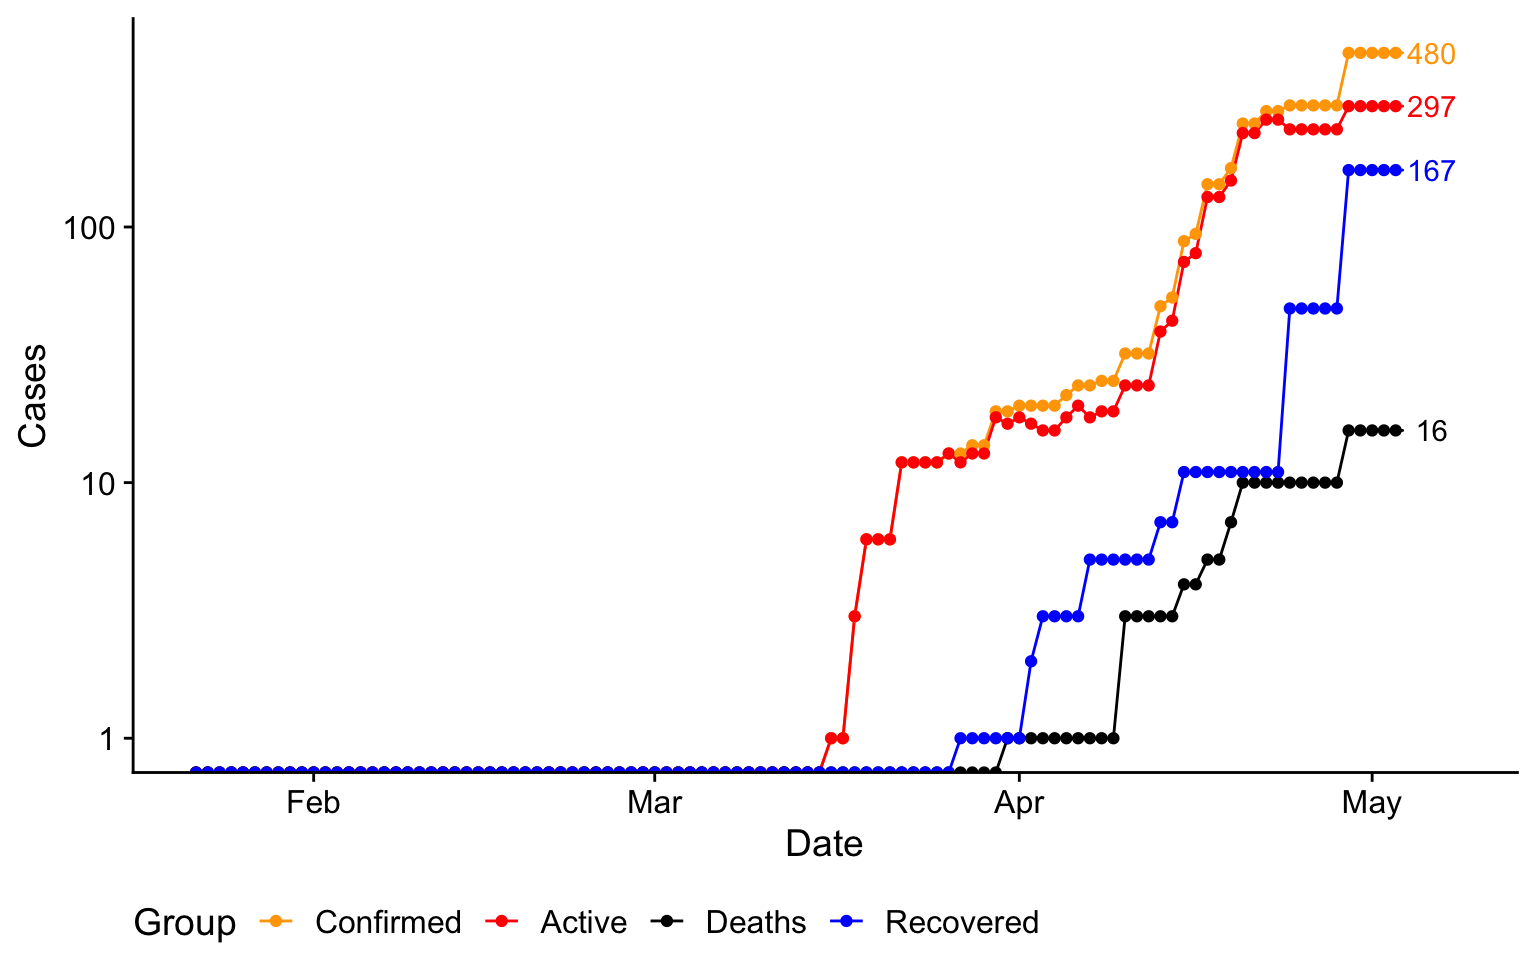 480
297
167
100
Cases
16
10
1
Feb Mar Apr May
Date
Group Confirmed Active Deaths Recovered